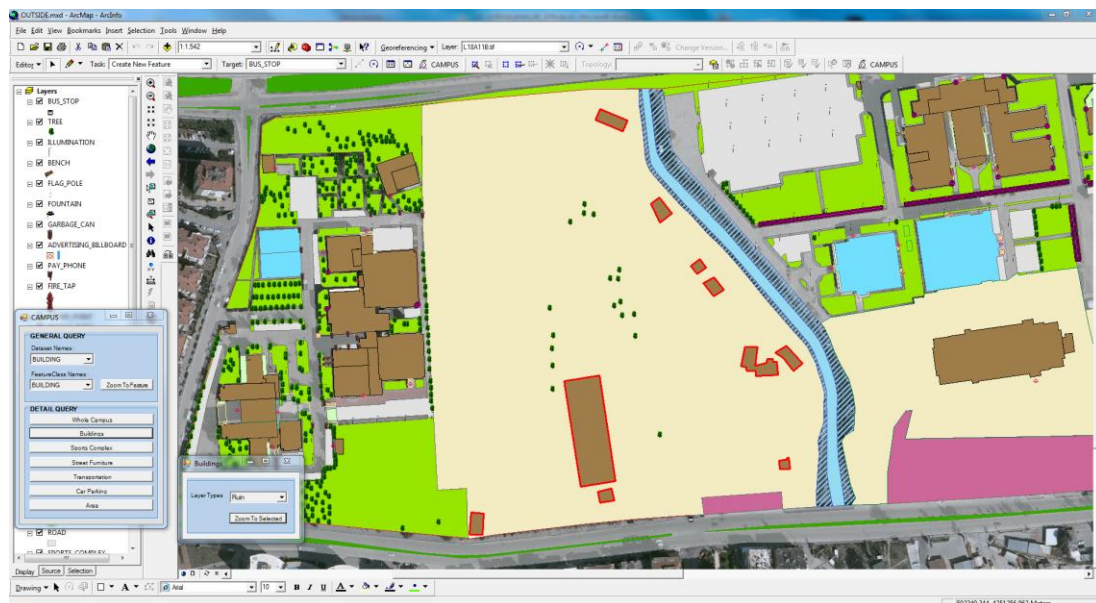 OUTSIDE.mxd - ArcMap - ArcInfo
File Edit View Bookmarks Insert Selection Tools Window Help
1:1.542 Georeferencing Layer: L18A11B.tif Change Version...
Editor Task: Create New Feature Target: BUS_STOP CAMPUS Topology: CAMPUS
Layers
BUS_STOP
TREE
ILLUMINATION
BENCH
FLAG_POLE
FOUNTAIN
GARBAGE_CAN
ADVERTISING_BILLBOARD
PAY_PHONE
FIRE_TAP
CAMPUS
GENERAL QUERY
Dataset Names:
BUILDING
FeatureClass Names:
BUILDING Zoom To Feature
DETAIL QUERY
Whole Campus
Buildings
Sports Complex
Street Furniture
Transportation
Car Parking
Area
Buildings
Layer Types Ruin
Zoom To Selected
ROAD
SPORTS_COMPLEX
Display Source Selection
Drawing Arial 10 B I U A